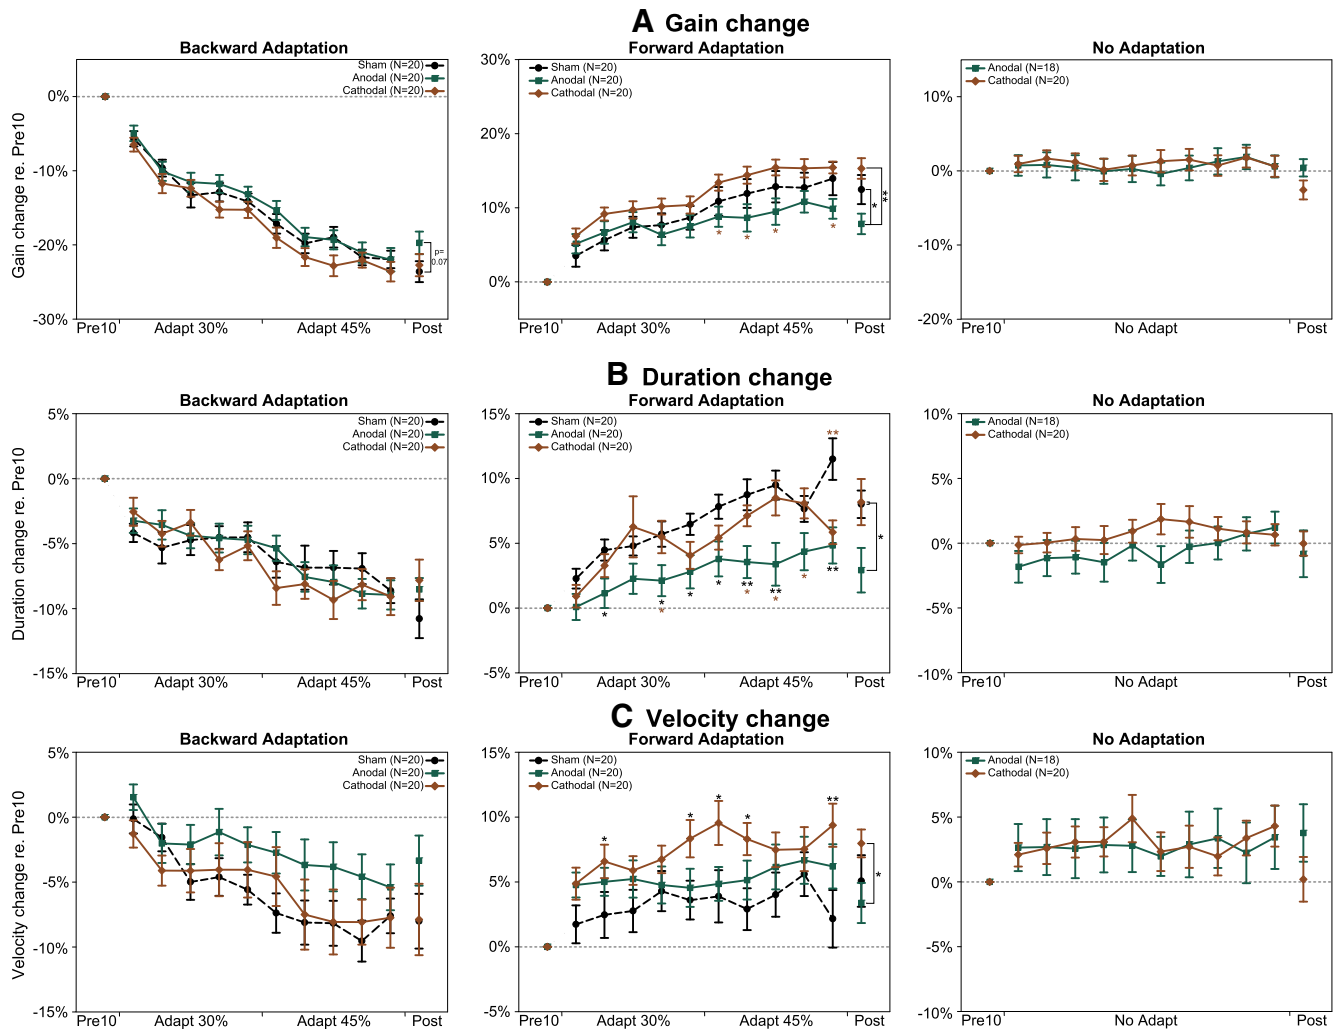 A Gain change
Backward Adaptation
Forward Adaptation
No Adaptation
Gain change re. Pre10
0%
-10%
-20%
-30%
Sham (N=20)
Anodal (N=20)
Cathodal (N=20)
p=
0.07
Pre10
Adapt 30%
Adapt 45%
Post
30%
20%
10%
0%
Sham (N=20)
Anodal (N=20)
Cathodal (N=20)
*
*
*
*
*
**
Pre10
Adapt 30%
Adapt 45%
Post
10%
0%
-10%
-20%
Anodal (N=18)
Cathodal (N=20)
Pre10
No Adapt
Post
B Duration change
Backward Adaptation
Forward Adaptation
No Adaptation
Duration change re. Pre10
5%
0%
-5%
-10%
-15%
Sham (N=20)
Anodal (N=20)
Cathodal (N=20)
Pre10
Adapt 30%
Adapt 45%
Post
15%
10%
5%
0%
-5%
Sham (N=20)
Anodal (N=20)
Cathodal (N=20)
**
*
*
*
*
*
**
*
**
*
*
**
*
Pre10
Adapt 30%
Adapt 45%
Post
10%
5%
0%
-5%
-10%
Anodal (N=18)
Cathodal (N=20)
Pre10
No Adapt
Post
C Velocity change
Backward Adaptation
Forward Adaptation
No Adaptation
Velocity change re. Pre10
5%
0%
-5%
-10%
-15%
Sham (N=20)
Anodal (N=20)
Cathodal (N=20)
Pre10
Adapt 30%
Adapt 45%
Post
15%
10%
5%
0%
-5%
Sham (N=20)
Anodal (N=20)
Cathodal (N=20)
*
*
*
*
**
*
Pre10
Adapt 30%
Adapt 45%
Post
10%
5%
0%
-5%
-10%
Anodal (N=18)
Cathodal (N=20)
Pre10
No Adapt
Post